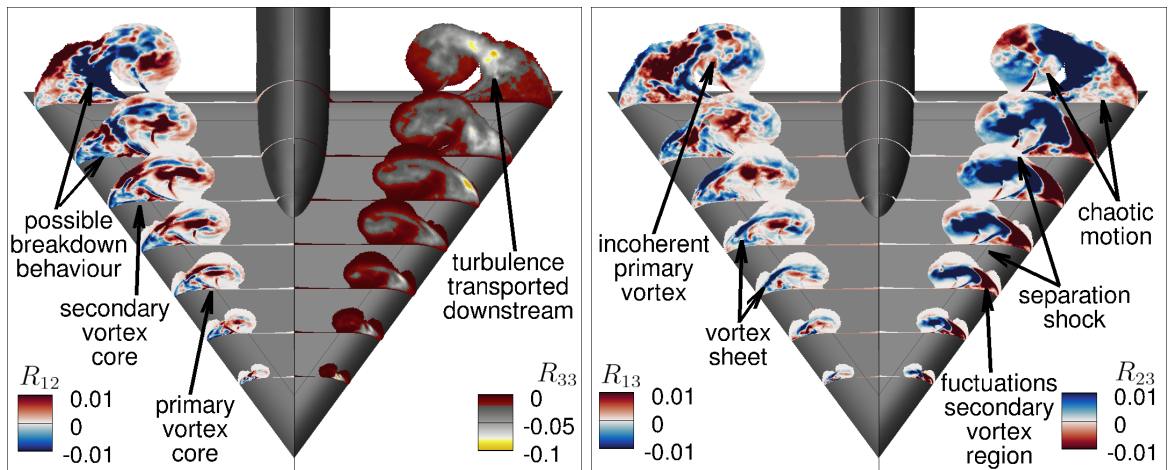 possible
breakdown
behaviour
secondary
vortex
core
primary
vortex
core
turbulence
transported
downstream
R12
0.01
0
-0.01
R33
0
-0.05
-0.1
incoherent
primary
vortex
vortex
sheet
chaotic
motion
separation
shock
fuctuations
secondary
vortex
region
R13
0.01
0
-0.01
R23
0.01
0
-0.01